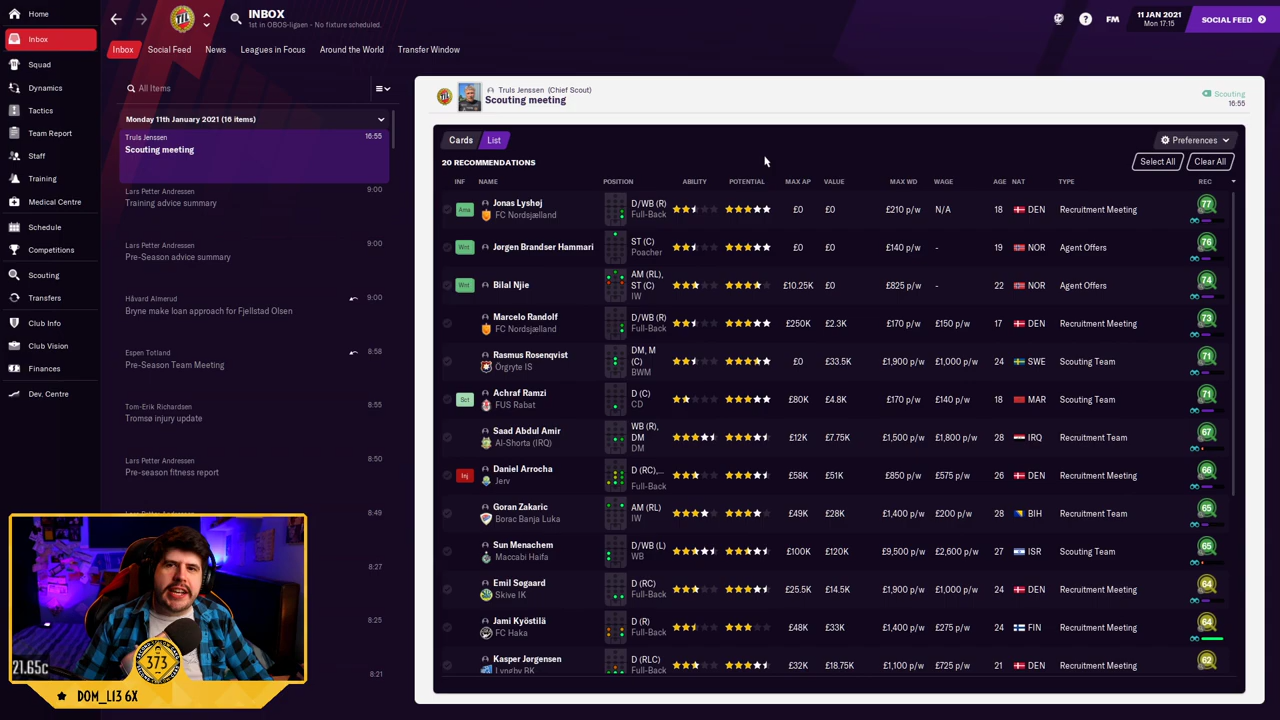 Home
Inbox
Squad
Dynamics
Tactics
Team Report
Staff
Training
Medical Centre
Schedule
Competitions
Scouting
Transfers
Club Info
Club Vision
Finances
Dev. Centre
TIL
INBOX
1st in OBOS-ligaen - No fixture scheduled.
FM
11 JAN 2021
Mon 17:15
SOCIAL FEED
Inbox Social Feed News Leagues in Focus Around the World Transfer Window
All Items
Monday 11th January 2021 (16 items)
Truls Jenssen 16:55
Scouting meeting
Lars Petter Andressen 9:00
Training advice summary
Lars Petter Andressen 9:00
Pre-Season advice summary
Håvard Almerud 9:00
Bryne make loan approach for Fjellstad Olsen
Espen Totland 8:58
Pre-Season Team Meeting
Tom-Erik Richardsen 8:55
Tromsø injury update
Lars Petter Andressen 8:50
Pre-season fitness report
8:49
8:27
8:25
8:21
Truls Jenssen (Chief Scout)
Scouting meeting
Scouting
16:55
Cards List
Preferences
20 RECOMMENDATIONS
Select All Clear All
INF NAME POSITION ABILITY POTENTIAL MAX AP VALUE MAX WD WAGE AGE NAT TYPE REC
Ama Jonas Lyshoj FC Nordsjælland D/WB (R) Full-Back £0 £0 £210 p/w N/A 18 DEN Recruitment Meeting 77
Wnt Jorgen Brandser Hammari ST (C) Poacher £0 £0 £140 p/w - 19 NOR Agent Offers 76
Wnt Bilal Njie AM (RL), ST (C) IW £10.25K £0 £825 p/w - 22 NOR Agent Offers 74
Marcelo Randolf FC Nordsjælland D/WB (R) Full-Back £250K £2.3K £170 p/w £150 p/w 17 DEN Recruitment Meeting 73
Rasmus Rosenqvist Örgryte IS DM, M (C) BWM £0 £33.5K £1,900 p/w £1,000 p/w 24 SWE Scouting Team 71
Sct Achraf Ramzi FUS Rabat D (C) CD £80K £4.8K £170 p/w £140 p/w 18 MAR Scouting Team 71
Saad Abdul Amir Al-Shorta (IRQ) WB (R), DM DM £12K £7.75K £1,500 p/w £1,800 p/w 28 IRQ Recruitment Team 67
Inj Daniel Arrocha Jerv D (RC),... Full-Back £58K £51K £850 p/w £575 p/w 26 DEN Recruitment Meeting 66
Goran Zakaric Borac Banja Luka AM (RL) IW £49K £28K £1,400 p/w £200 p/w 28 BIH Recruitment Team 65
Sun Menachem Maccabi Haifa D/WB (L) WB £100K £120K £9,500 p/w £2,600 p/w 27 ISR Scouting Team 65
Emil Søgaard Skive IK D (RC) Full-Back £25.5K £14.5K £1,900 p/w £1,000 p/w 24 DEN Recruitment Meeting 64
Jami Kyöstilä FC Haka D (R) Full-Back £48K £33K £1,400 p/w £275 p/w 24 FIN Recruitment Meeting 64
Kasper Jørgensen Lyngby BK D (RLC) £32K £18.75K £1,100 p/w £725 p/w 21 DEN Recruitment Meeting 62
21.65c
373
DOM_L13 6X